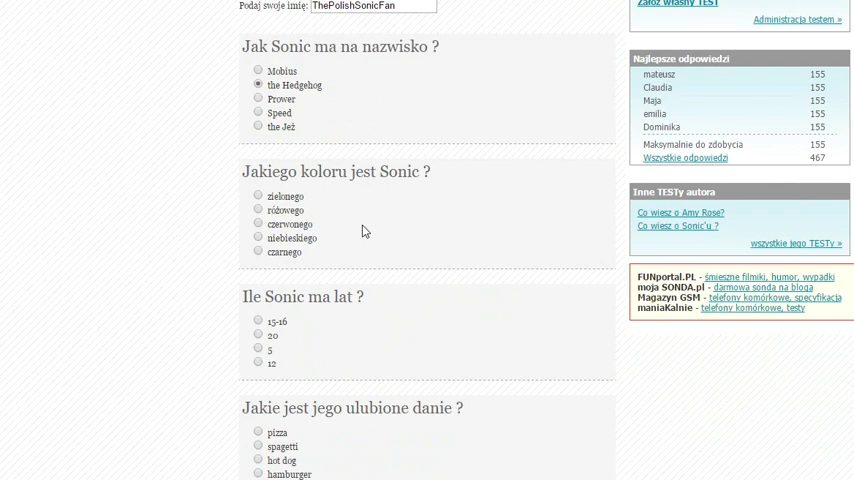 Podaj swoje imię: ThePolishSonicFan
Jak Sonic ma na nazwisko ?
Mobius
the Hedgehog
Prower
Speed
the Jeż
Jakiego koloru jest Sonic ?
zielonego
różowego
czerwonego
niebieskiego
czarnego
Ile Sonic ma lat ?
15-16
20
5
12
Jakie jest jego ulubione danie ?
pizza
spagetti
hot dog
hamburger
Załóż własny TEST
Administracja testem »
Najlepsze odpowiedzi
mateusz 155
Claudia 155
Maja 155
emilia 155
Dominika 155
Maksymalnie do zdobycia 155
Wszystkie odpowiedzi 467
Inne TESTy autora
Co wiesz o Amy Rose?
Co wiesz o Sonic'u ?
wszystkie jego TESTy »
FUNportal.PL - śmieszne filmiki, humor, wypadki
moja SONDA.pl - darmowa sonda na bloga
Magazyn GSM - telefony komórkowe, specyfikacja
maniaKalnie - telefony komórkowe, testy